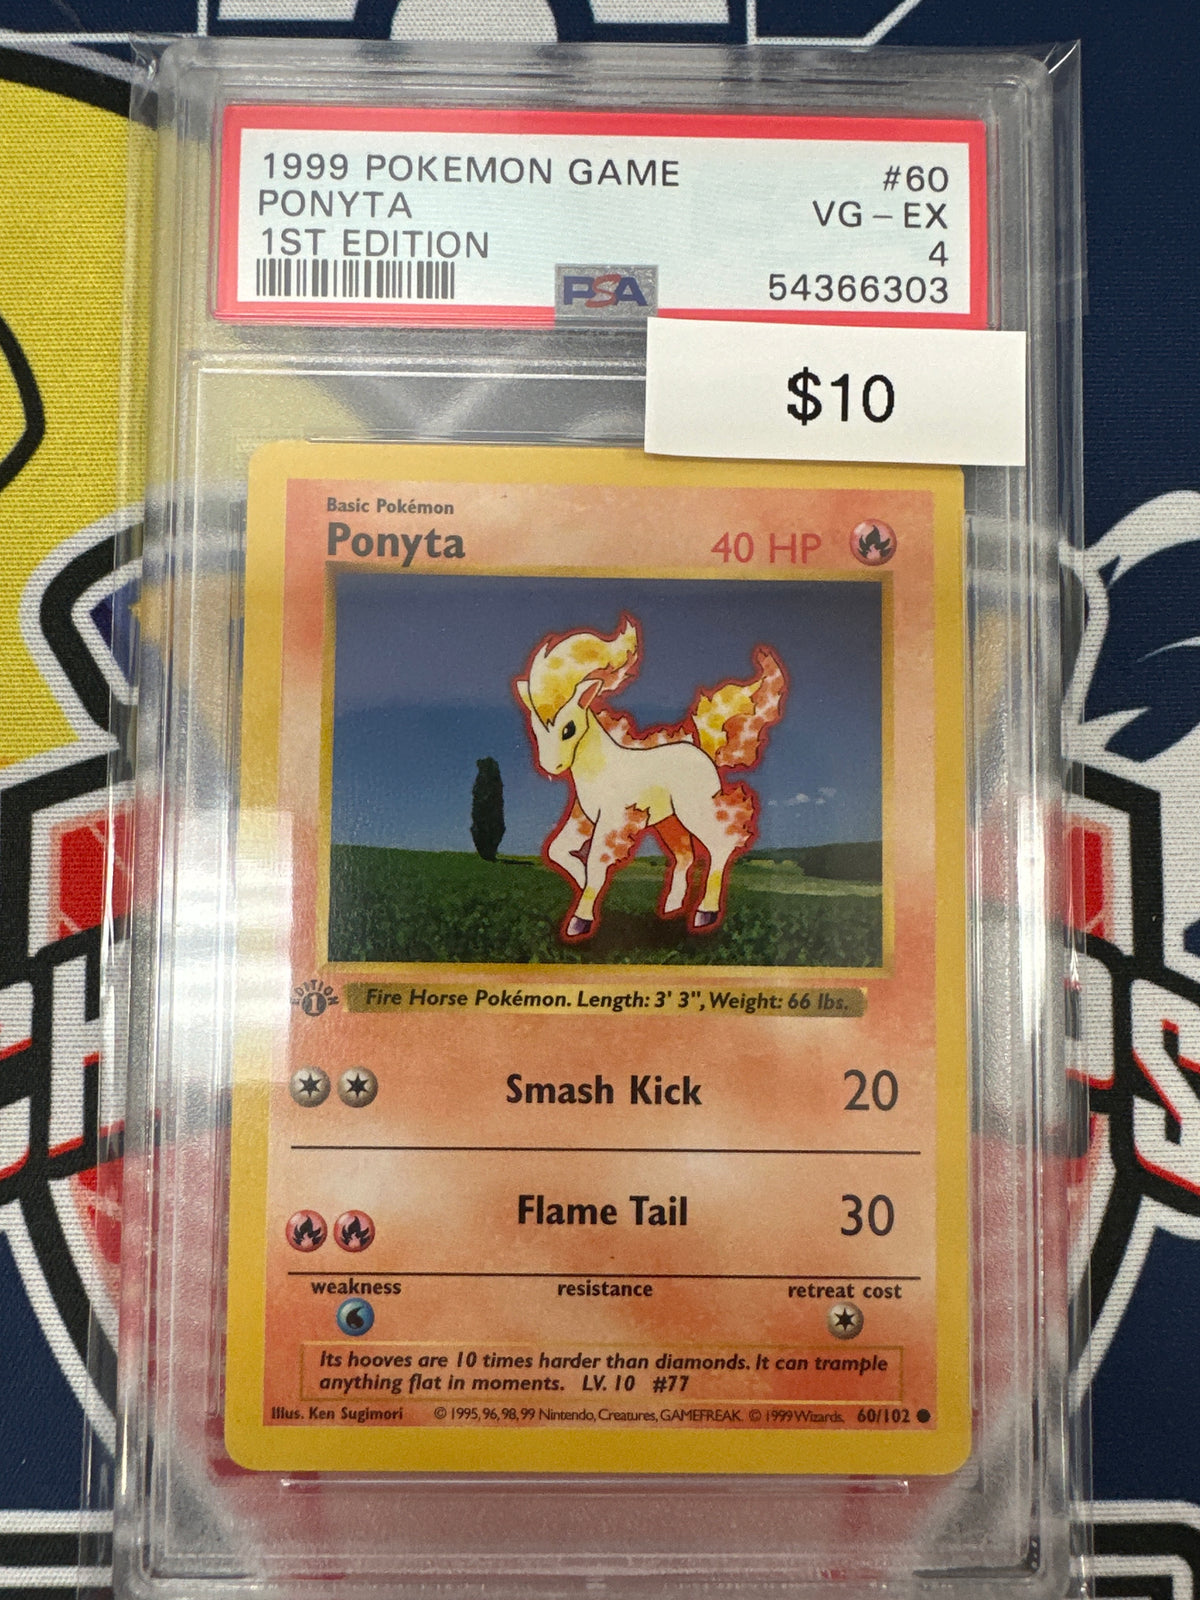 1999 POKEMON GAME #60
PONYTA VG - EX
1ST EDITION 4
PSA 54366303
$10
Basic Pokémon
Ponyta 40 HP
EDITION 1
Fire Horse Pokémon. Length: 3' 3", Weight: 66 lbs.
Smash Kick 20
Flame Tail 30
weakness resistance retreat cost
Its hooves are 10 times harder than diamonds. It can trample
anything flat in moments. LV. 10 #77
Illus. Ken Sugimori © 1995, 96, 98, 99 Nintendo, Creatures, GAMEFREAK. © 1999 Wizards. 60/102